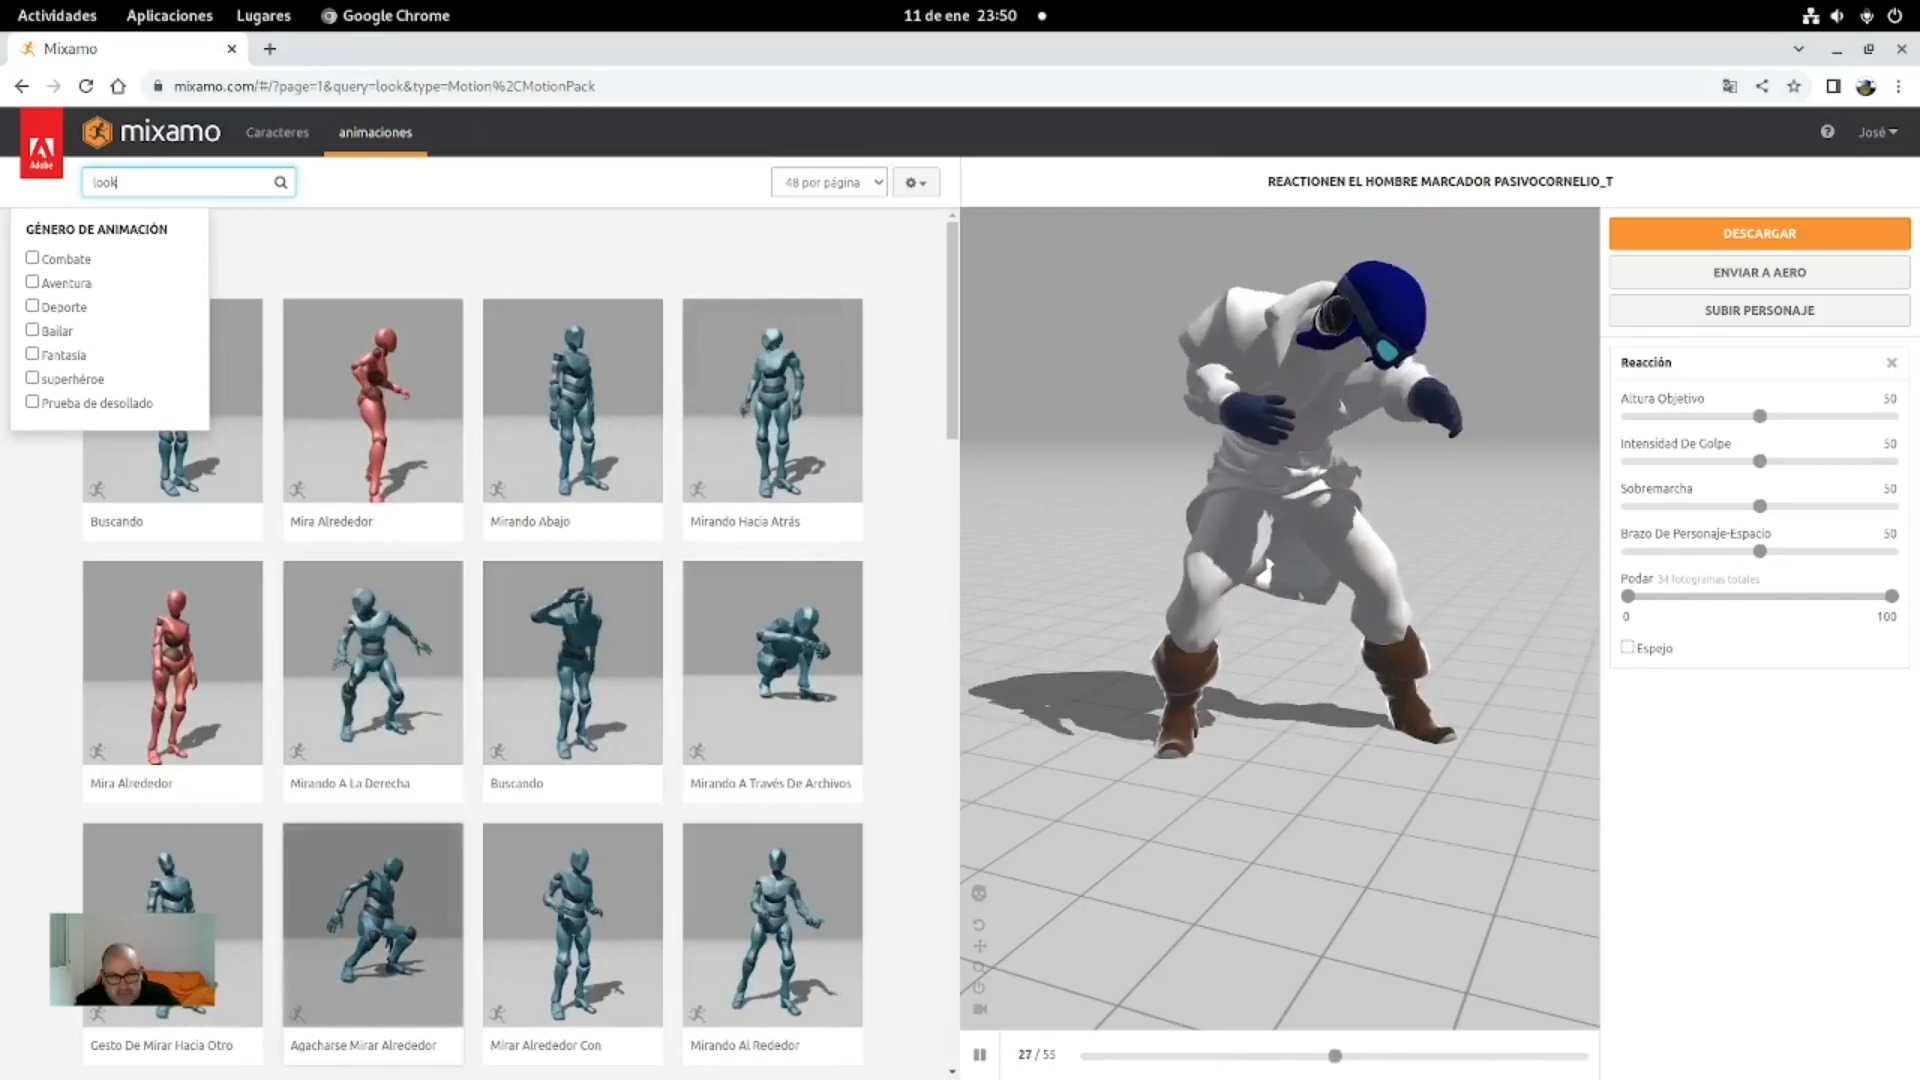 Actividades Aplicaciones Lugares Google Chrome 11 de ene 23:50
Mixamo
mixamo.com/#/?page=1&query=look&type=Motion%2CMotionPack
Adobe mixamo Caracteres animaciones José
look 48 por página REACTIONEN EL HOMBRE MARCADOR PASIVOCORNELIO_T
GÉNERO DE ANIMACIÓN
Combate
Aventura
Deporte
Bailar
Fantasía
superhéroe
Prueba de desollado
Buscando Mira Alrededor Mirando Abajo Mirando Hacia Atrás
Mira Alrededor Mirando A La Derecha Buscando Mirando A Través De Archivos
Gesto De Mirar Hacia Otro Agacharse Mirar Alrededor Mirar Alrededor Con Mirando Al Rededor
27 / 55
DESCARGAR
ENVIAR A AERO
SUBIR PERSONAJE
Reacción
Altura Objetivo 50
Intensidad De Golpe 50
Sobremarcha 50
Brazo De Personaje-Espacio 50
Podar 34 fotogramas totales
0 100
Espejo